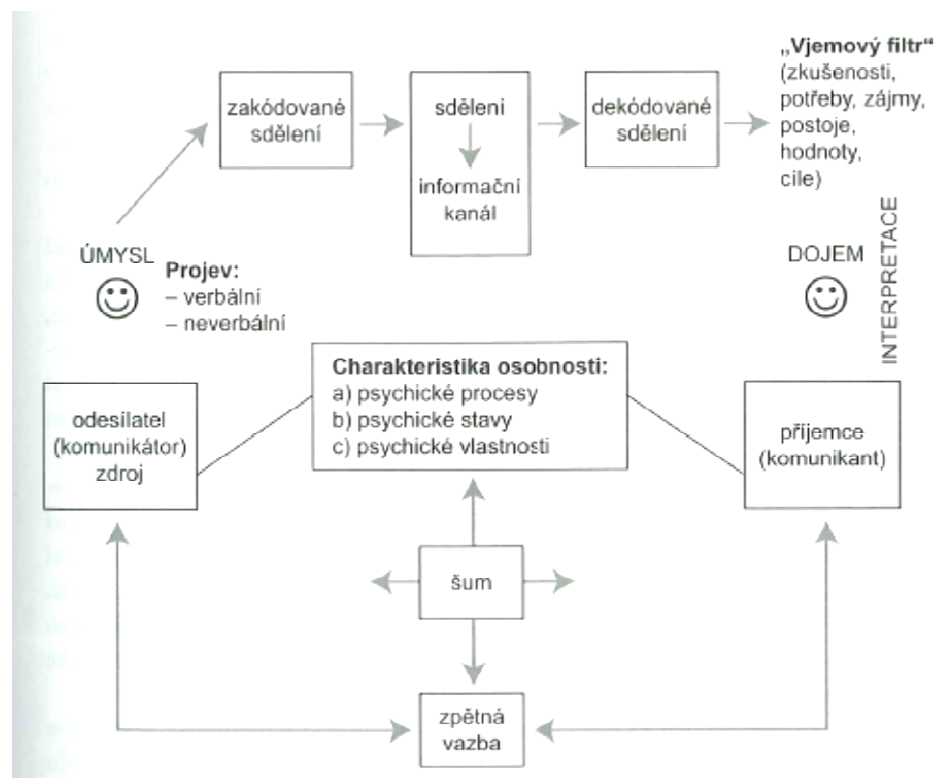 „Vjemový filtr“
(zkušenosti,
potřeby, zájmy,
postoje,
hodnoty,
cíle)
zakódované
sdělení
sdělení
informační
kanál
dekódované
sdělení
ÚMYSL
Projev:
– verbální
– neverbální
DOJEM
INTERPRETACE
Charakteristika osobnosti:
a) psychické procesy
b) psychické stavy
c) psychické vlastnosti
odesílatel
(komunikátor)
zdroj
příjemce
(komunikant)
šum
zpětná
vazba